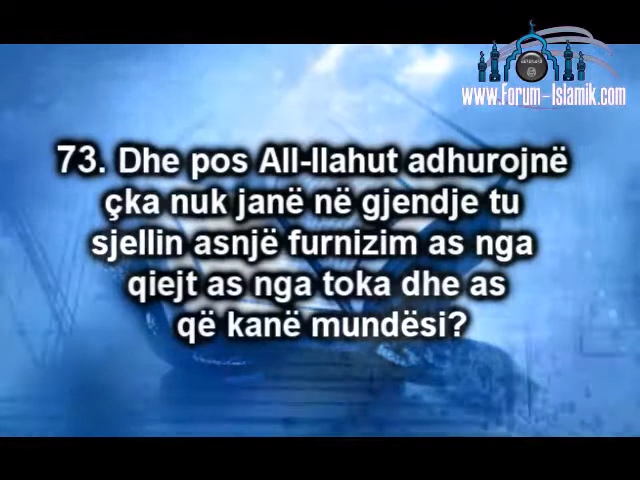 www.Forum-Islamik.com
73. Dhe pos All-llahut adhurojnë
çka nuk janë në gjendje tu
sjellin asnjë furnizim as nga
qiejt as nga toka dhe as
që kanë mundësi?